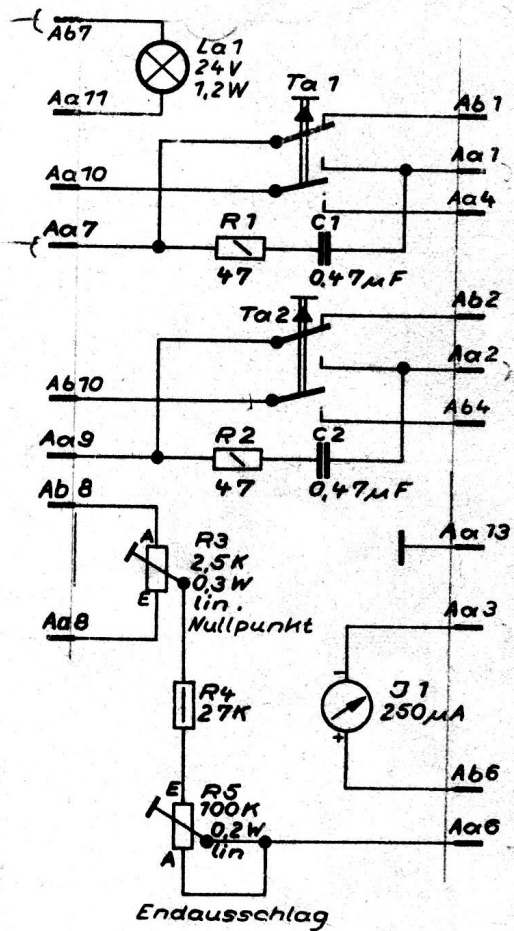 Ab7
La1
24V
1,2W
Aa11
Ta1
Ab1
Aa10
Aa1
Aa4
Aa7
R1
47
C1
0,47µF
Ta2
Ab2
Aa2
Ab10
Ab4
Aa9
R2
47
C2
0,47µF
Ab8
A
E
R3
2,5K
0,3W
lin.
Nullpunkt
Aa13
Aa8
Aa3
R4
27K
-
J1
250µA
+
Ab6
E
R5
100K
0,2W
lin
A
Aa6
Endausschlag